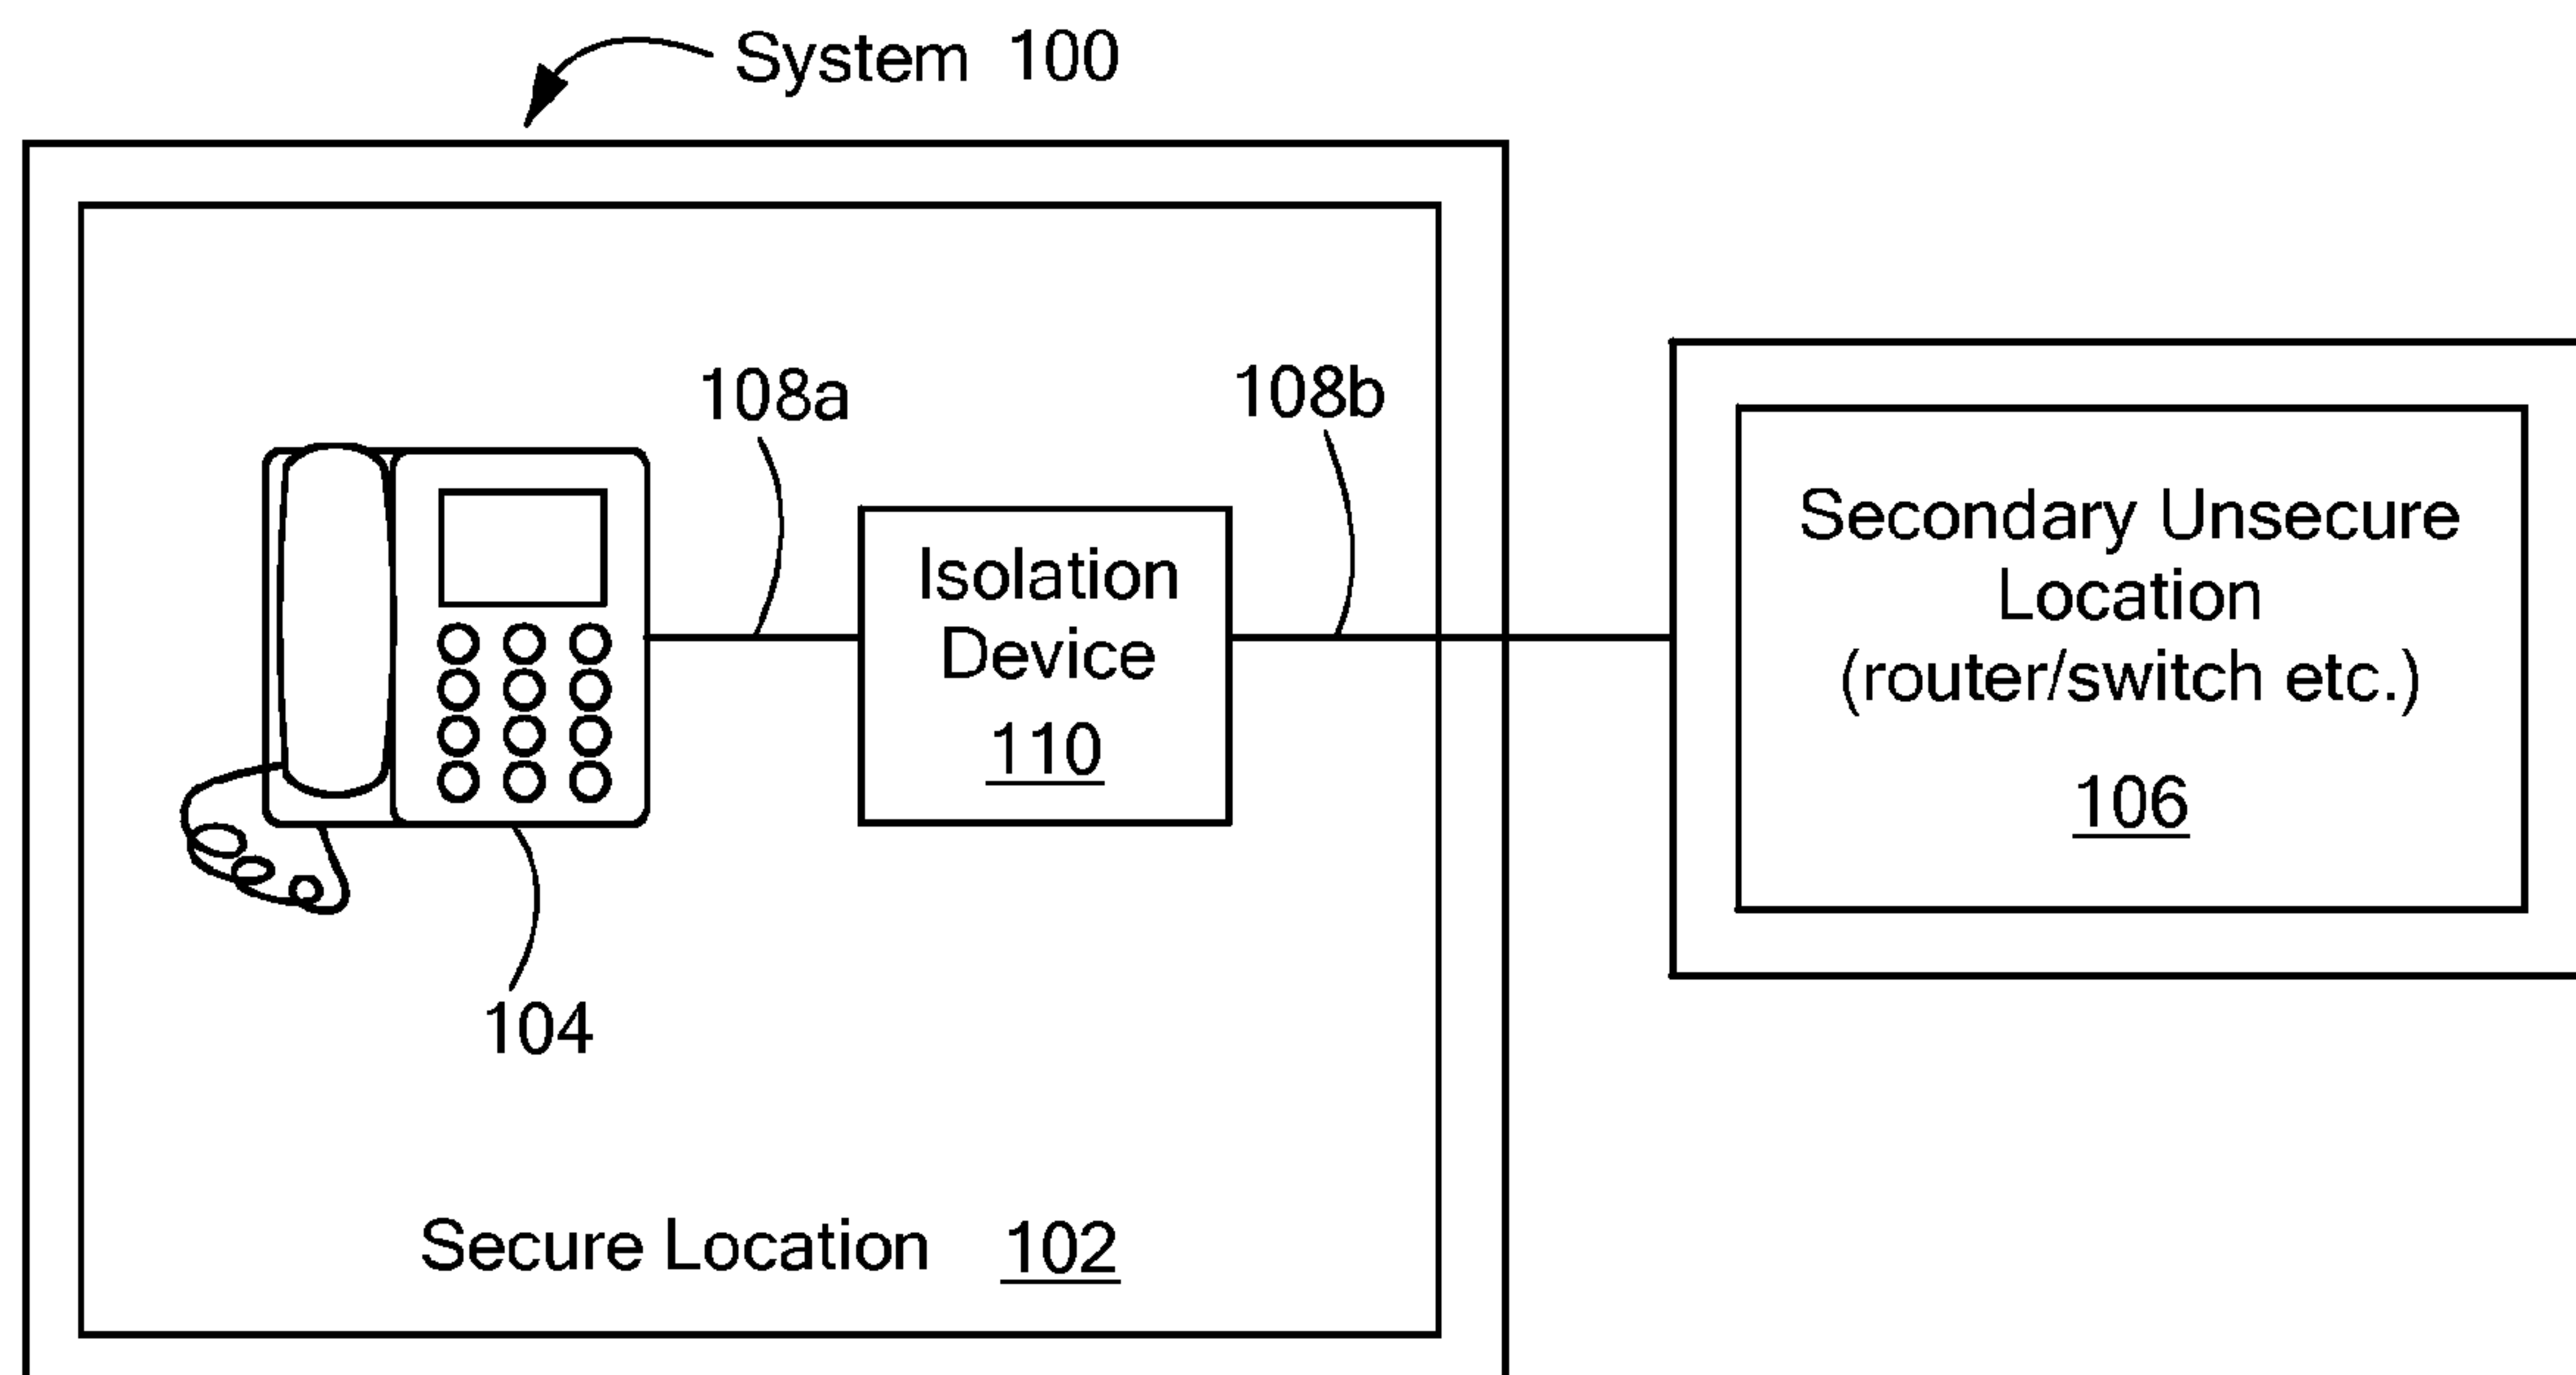 System 100
108a
108b
Isolation
Device
110
Secondary Unsecure
Location
(router/switch etc.)
106
104
Secure Location 102